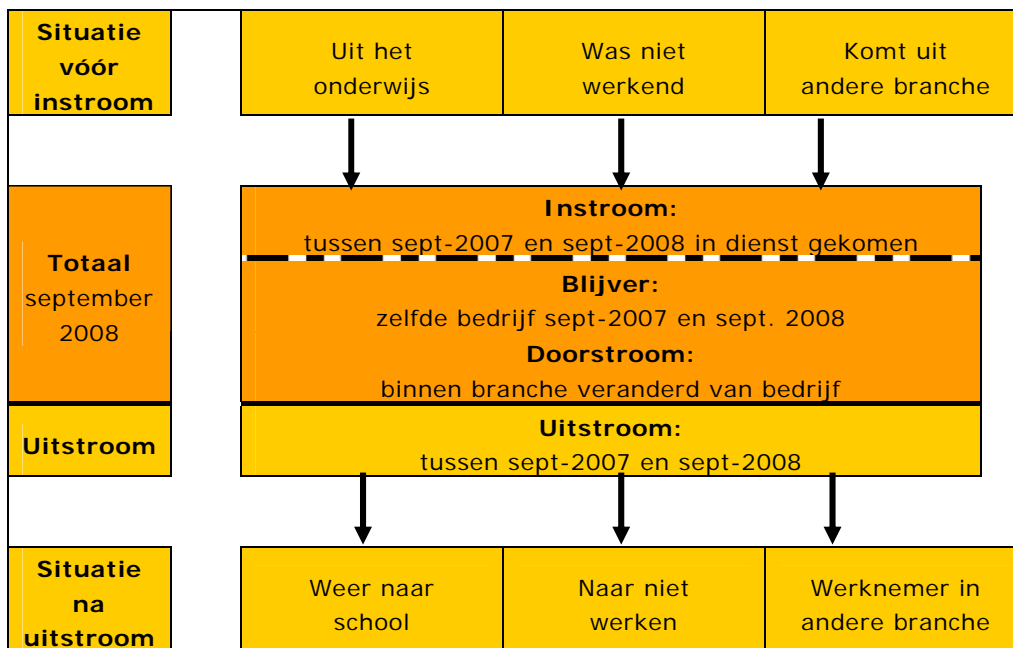 Situatie
vóór
instroom
Uit het
onderwijs
Was niet
werkend
Komt uit
andere branche
Totaal
september
2008
Instroom:
tussen sept-2007 en sept-2008 in dienst gekomen
Blijver:
zelfde bedrijf sept-2007 en sept. 2008
Doorstroom:
binnen branche veranderd van bedrijf
Uitstroom
Uitstroom:
tussen sept-2007 en sept-2008
Situatie
na
uitstroom
Weer naar
school
Naar niet
werken
Werknemer in
andere branche